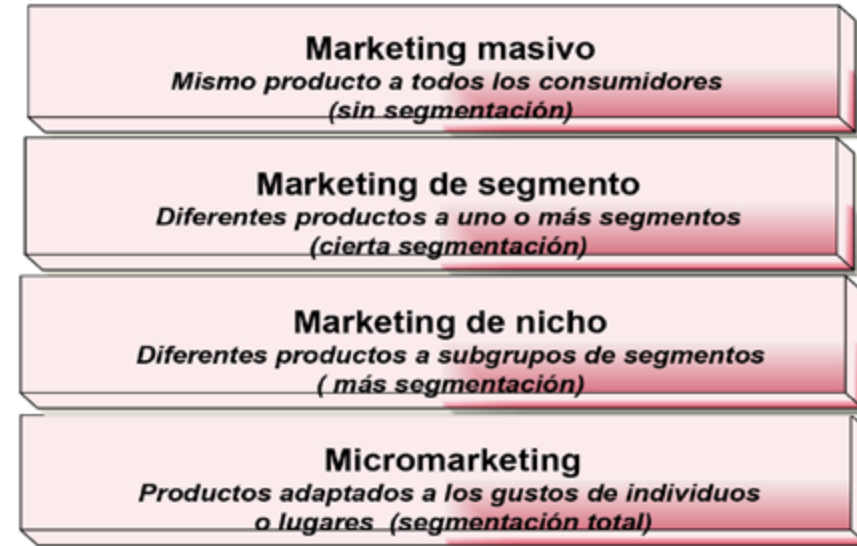 Marketing masivo
Mismo producto a todos los consumidores
(sin segmentación)
Marketing de segmento
Diferentes productos a uno o más segmentos
(cierta segmentación)
Marketing de nicho
Diferentes productos a subgrupos de segmentos
( más segmentación)
Micromarketing
Productos adaptados a los gustos de individuos
o lugares (segmentación total)